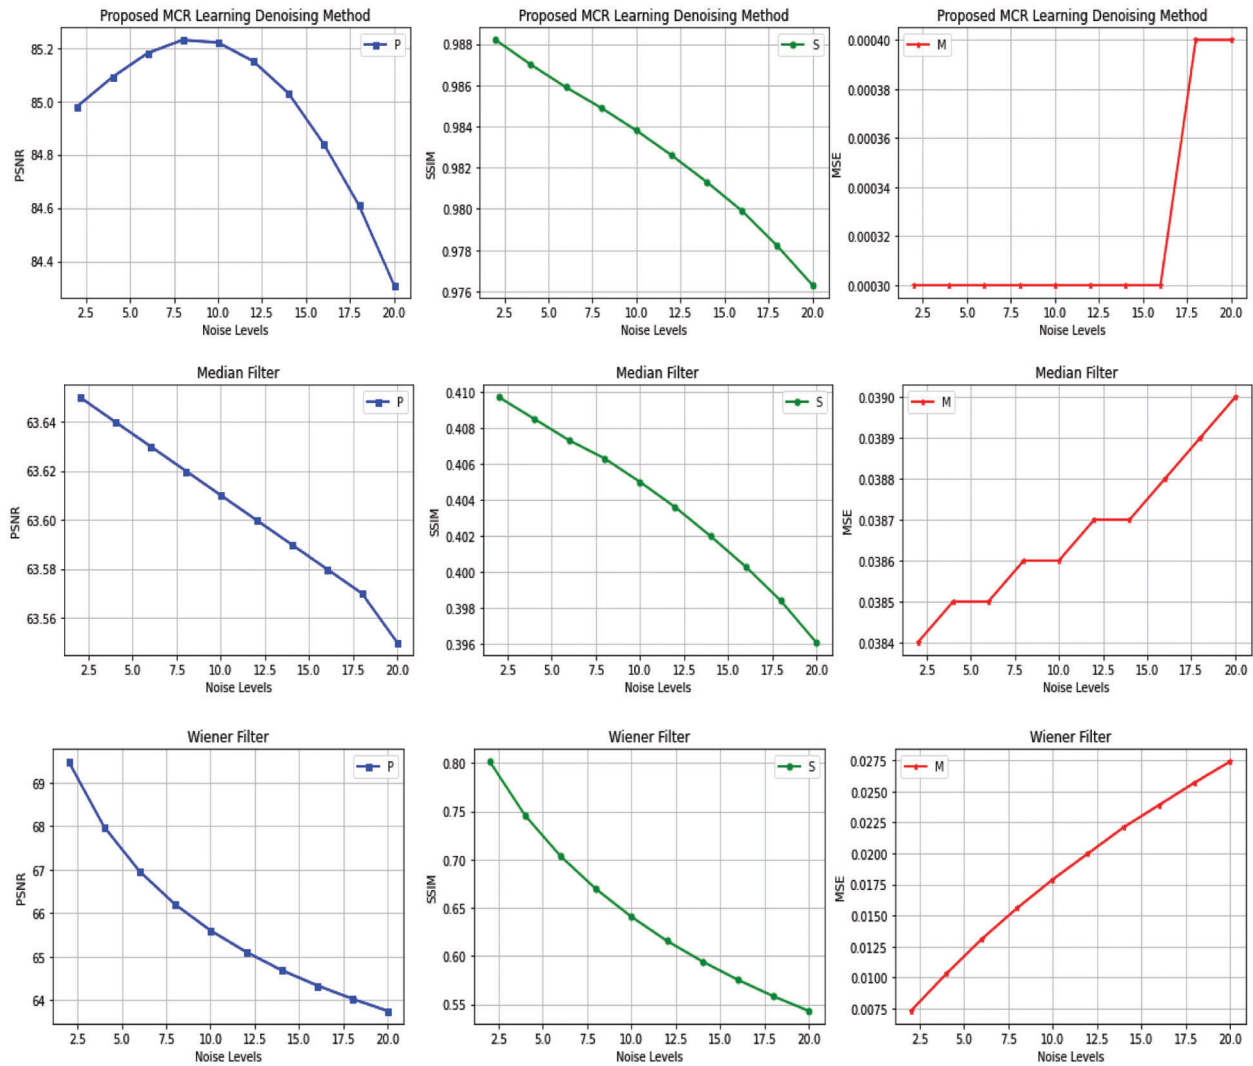 Proposed MCR Learning Denoising Method
P
85.2
85.0
84.8
84.6
84.4
PSNR
2.5 5.0 7.5 10.0 12.5 15.0 17.5 20.0
Noise Levels
Proposed MCR Learning Denoising Method
S
0.988
0.986
0.984
0.982
0.980
0.978
0.976
SSIM
2.5 5.0 7.5 10.0 12.5 15.0 17.5 20.0
Noise Levels
Proposed MCR Learning Denoising Method
M
0.00040
0.00038
0.00036
0.00034
0.00032
0.00030
MSE
2.5 5.0 7.5 10.0 12.5 15.0 17.5 20.0
Noise Levels
Median Filter
P
63.64
63.62
63.60
63.58
63.56
PSNR
2.5 5.0 7.5 10.0 12.5 15.0 17.5 20.0
Noise Levels
Median Filter
S
0.410
0.408
0.406
0.404
0.402
0.400
0.398
0.396
SSIM
2.5 5.0 7.5 10.0 12.5 15.0 17.5 20.0
Noise Levels
Median Filter
M
0.0390
0.0389
0.0388
0.0387
0.0386
0.0385
0.0384
MSE
2.5 5.0 7.5 10.0 12.5 15.0 17.5 20.0
Noise Levels
Wiener Filter
P
69
68
67
66
65
64
PSNR
2.5 5.0 7.5 10.0 12.5 15.0 17.5 20.0
Noise Levels
Wiener Filter
S
0.80
0.75
0.70
0.65
0.60
0.55
SSIM
2.5 5.0 7.5 10.0 12.5 15.0 17.5 20.0
Noise Levels
Wiener Filter
M
0.0275
0.0250
0.0225
0.0200
0.0175
0.0150
0.0125
0.0100
0.0075
MSE
2.5 5.0 7.5 10.0 12.5 15.0 17.5 20.0
Noise Levels